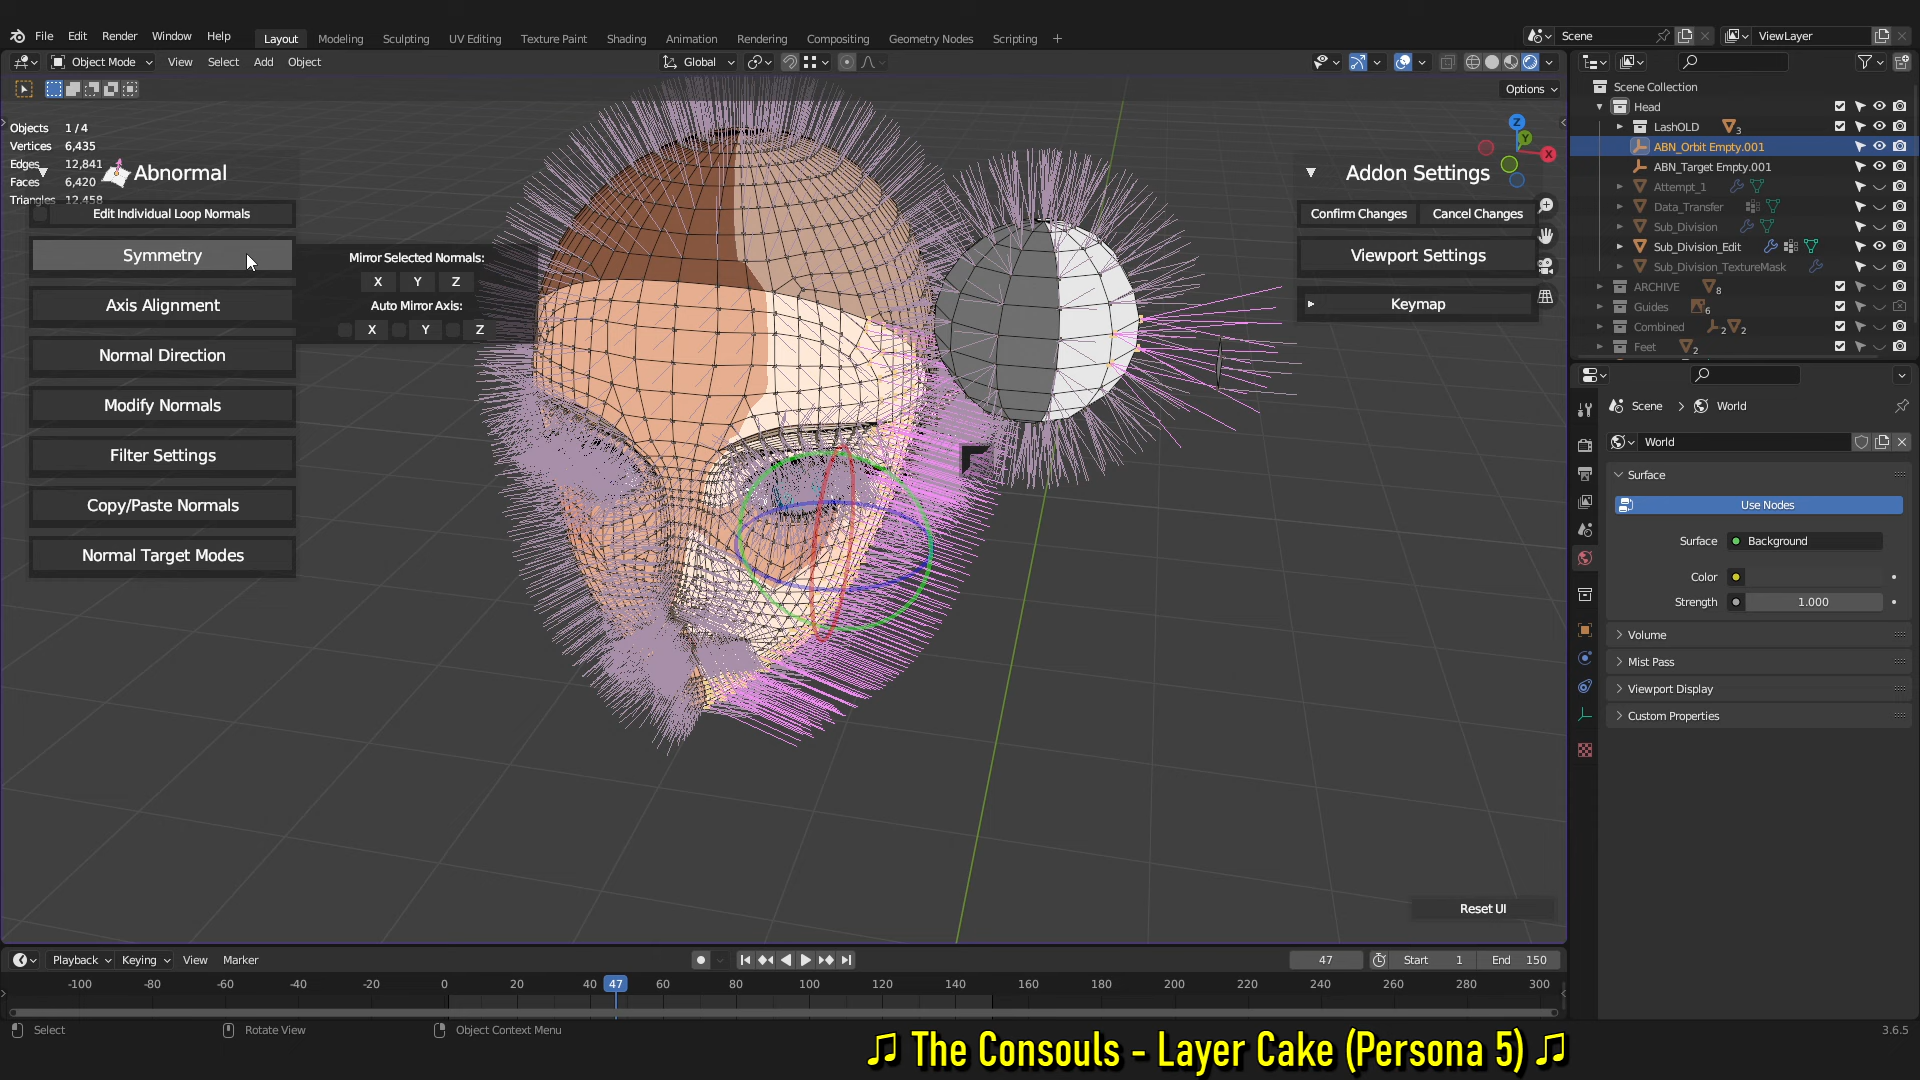 File Edit Render Window Help Layout Modeling Sculpting UV Editing Texture Paint Shading Animation Rendering Compositing Geometry Nodes Scripting + Scene ViewLayer
Object Mode View Select Add Object Global
Options
Objects 1 / 4
Vertices 6,435
Edges 12,841
Faces 6,420
Triangles 12,458
Abnormal
Edit Individual Loop Normals
Symmetry
Axis Alignment
Normal Direction
Modify Normals
Filter Settings
Copy/Paste Normals
Normal Target Modes
Mirror Selected Normals:
X Y Z
Auto Mirror Axis:
X Y Z
Z
Y
X
Addon Settings
Confirm Changes Cancel Changes
Viewport Settings
Keymap
Reset UI
Scene Collection
Head
LashOLD 3
ABN_Orbit Empty.001
ABN_Target Empty.001
Attempt_1
Data_Transfer
Sub_Division
Sub_Division_Edit
Sub_Division_TextureMask
ARCHIVE 8
Guides 6
Combined 2 2
Feet 2
Scene > World
World
Surface
Use Nodes
Surface Background
Color
Strength 1.000
Volume
Mist Pass
Viewport Display
Custom Properties
Playback Keying View Marker 47 Start 1 End 150
-100 -80 -60 -40 -20 0 20 40 47 60 80 100 120 140 160 180 200 220 240 260 280 300
Select Rotate View Object Context Menu 3.6.5
♫ The Consouls - Layer Cake (Persona 5) ♫